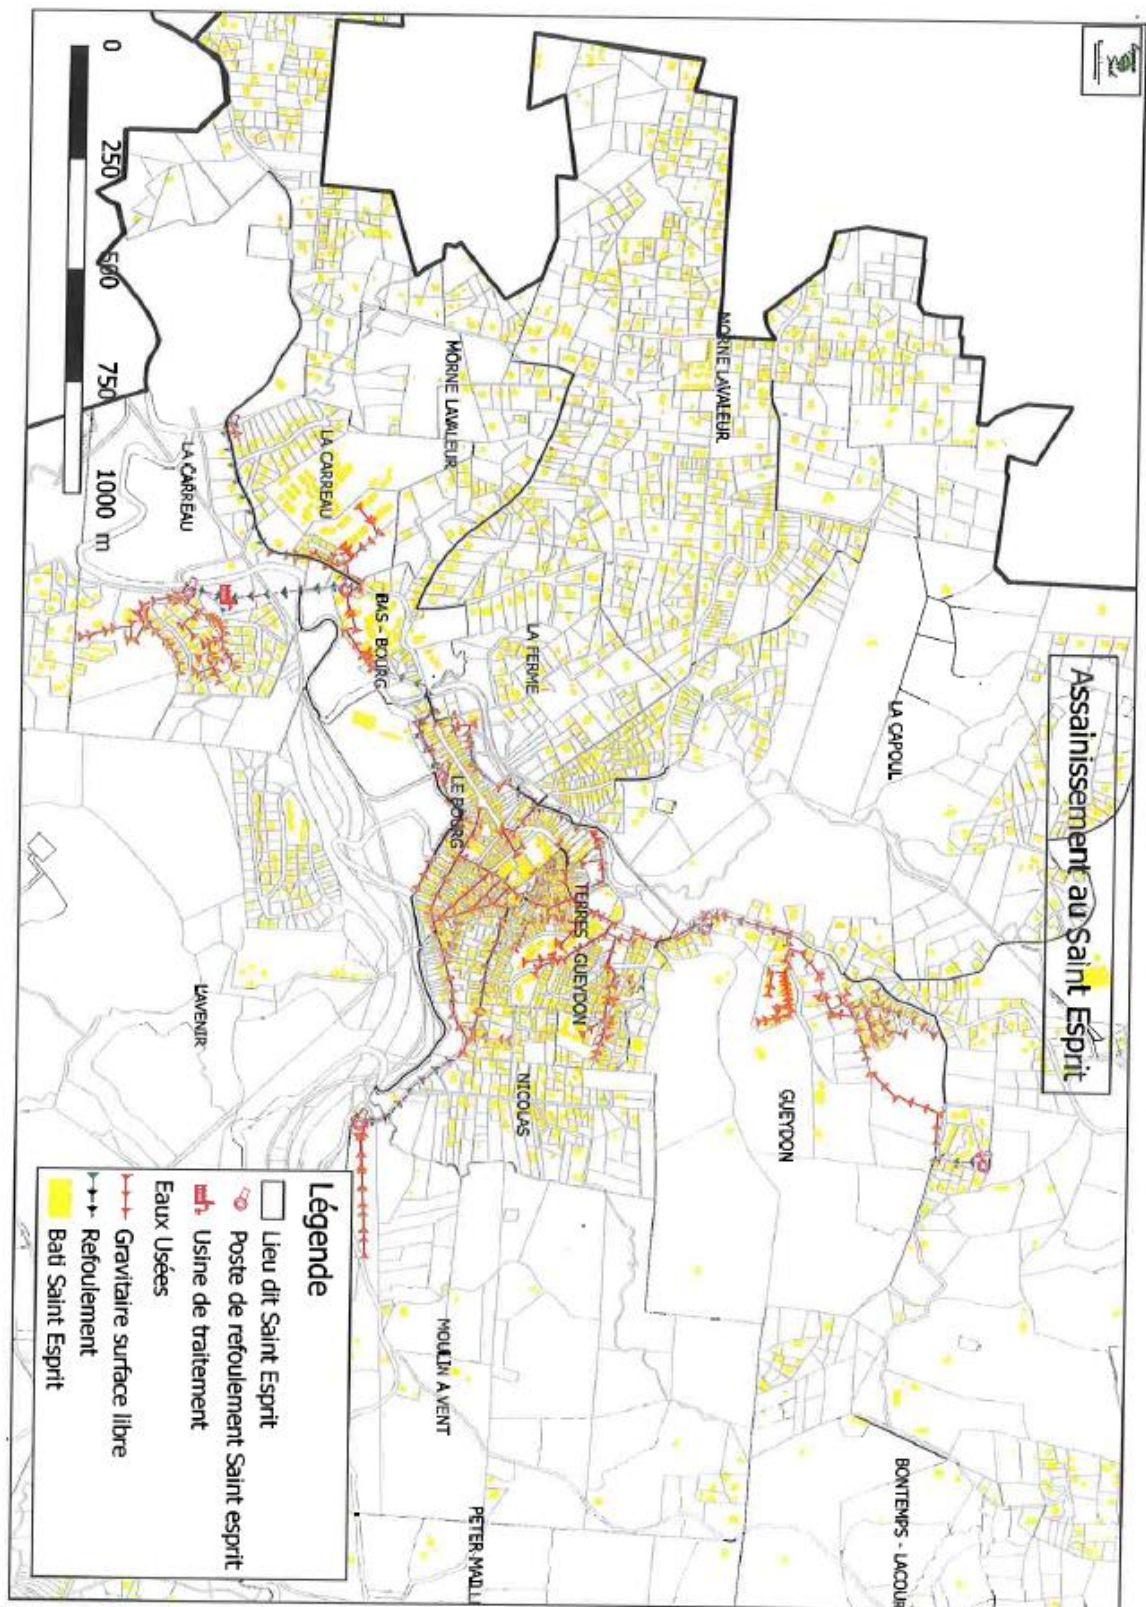 Assainissement au Saint Esprit
MORNE LAVALEUR
MORNE LAVALEUR
LA CAPOUL
LA FERME
LA CARREAU
LA CARREAU
BAS - BOURG
LE BOURG
TERRES GUEYDON
GUEYDON
NICOLAS
L'AVENIR
MOULIN A VENT
BONTEMPS - LACOUR
0 250 500 750 1000 m
Légende
Lieu dit Saint Esprit
Poste de refoulement Saint esprit
Usine de traitement
Eaux Usées
Gravitaire surface libre
Refoulement
Bati Saint Esprit